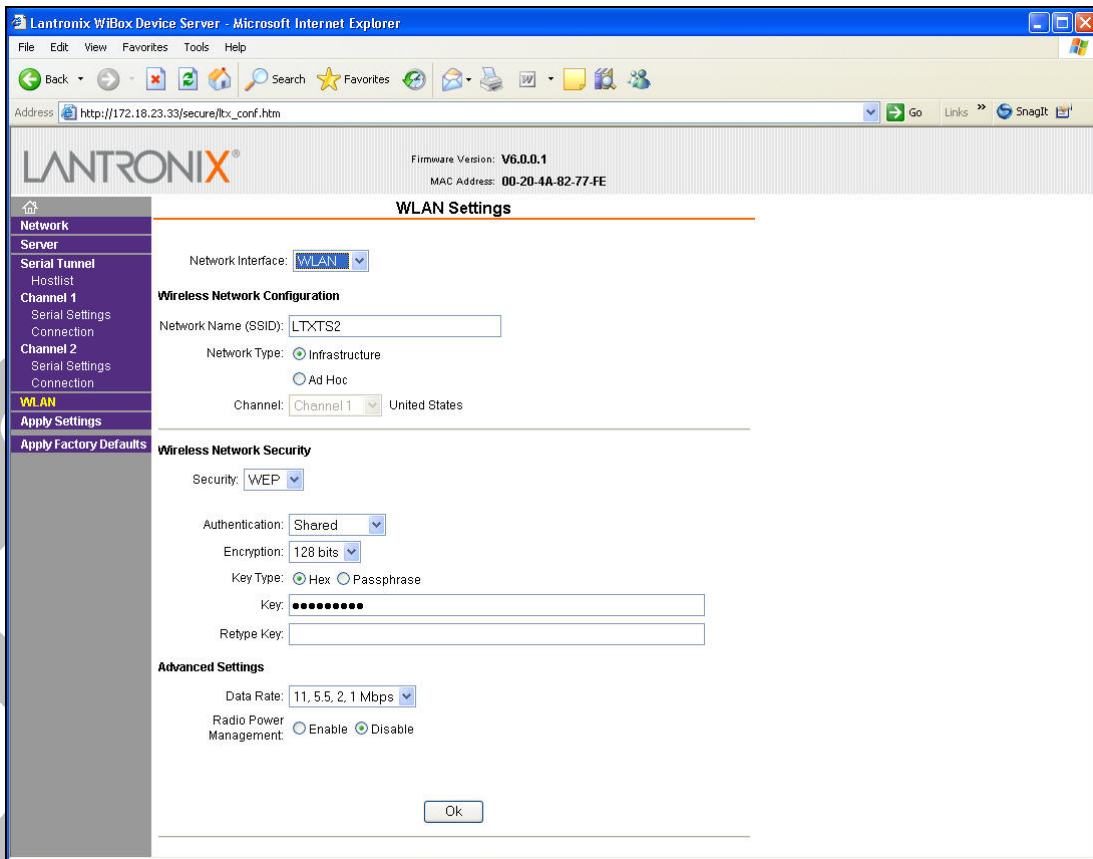 Lantronix WiBox Device Server - Microsoft Internet Explorer
File Edit View Favorites Tools Help
Back Search Favorites
Address http://172.18.23.33/secure/ltx_conf.htm Go Links » SnagIt
LANTRONIX®
Firmware Version: V6.0.0.1
MAC Address: 00-20-4A-82-77-FE
WLAN Settings
Network
Server
Serial Tunnel
Hostlist
Channel 1
Serial Settings
Connection
Channel 2
Serial Settings
Connection
WLAN
Apply Settings
Apply Factory Defaults
Network Interface: WLAN
Wireless Network Configuration
Network Name (SSID): LTXTS2
Network Type: Infrastructure
Ad Hoc
Channel: Channel 1 United States
Wireless Network Security
Security: WEP
Authentication: Shared
Encryption: 128 bits
Key Type: Hex Passphrase
Key: •••••••••
Retype Key:
Advanced Settings
Data Rate: 11, 5.5, 2, 1 Mbps
Radio Power
Management: Enable Disable
Ok